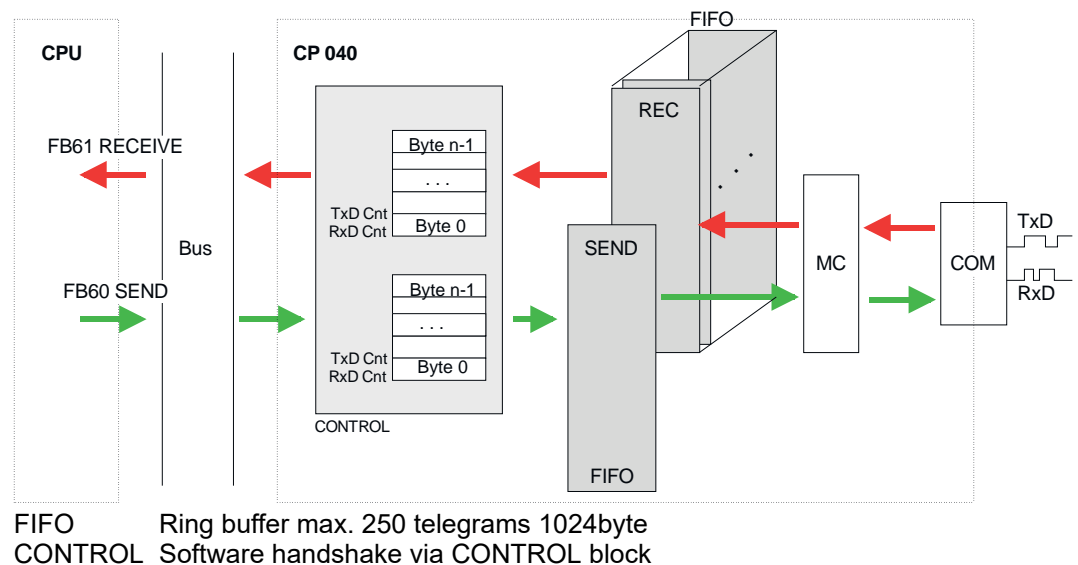 FIFO
CPU
CP 040
REC
FB61 RECEIVE
Byte n-1
. . .
TxD Cnt
RxD Cnt
Byte 0
TxD
Bus
SEND
MC
COM
FB60 SEND
Byte n-1
RxD
. . .
TxD Cnt
RxD Cnt
Byte 0
CONTROL
FIFO
FIFO Ring buffer max. 250 telegrams 1024byte
CONTROL Software handshake via CONTROL block